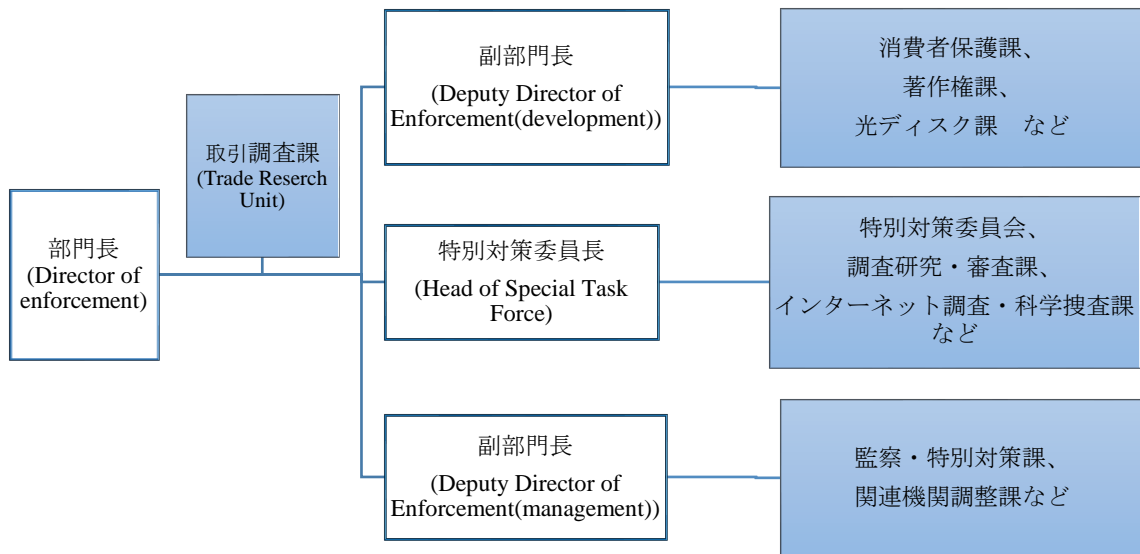 部門長
(Director of
enforcement)
取引調査課
(Trade Reserch
Unit)
副部門長
(Deputy Director of
Enforcement(development))
消費者保護課、
著作権課、
光ディスク課　など
特別対策委員長
(Head of Special Task
Force)
特別対策委員会、
調査研究・審査課、
インターネット調査・科学捜査課
など
副部門長
(Deputy Director of
Enforcement(management))
監察・特別対策課、
関連機関調整課など